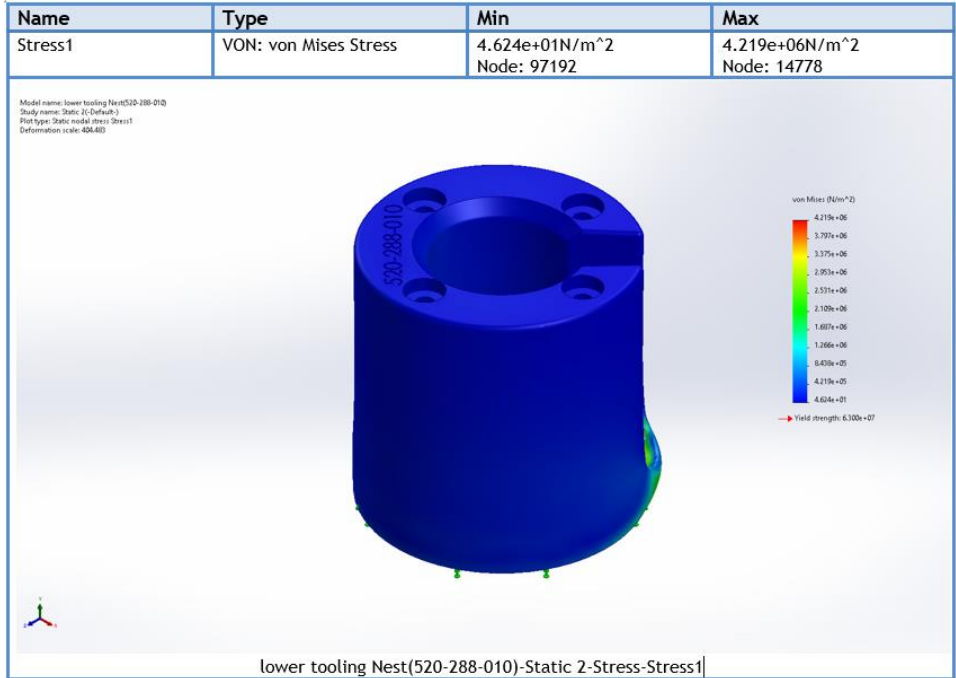 Name Type Min Max
Stress1 VON: von Mises Stress 4.624e+01N/m^2 4.219e+06N/m^2
Node: 97192 Node: 14778
Model name: lower tooling Nest(520-288-010)
Study name: Static 2(-Default-)
Plot type: Static nodal stress Stress1
Deformation scale: 404.483
520-288-010
von Mises (N/m^2)
4.219e+06
3.797e+06
3.375e+06
2.953e+06
2.531e+06
2.109e+06
1.687e+06
1.266e+06
8.438e+05
4.219e+05
4.624e+01
Yield strength: 6.300e+07
Y
Z
X
lower tooling Nest(520-288-010)-Static 2-Stress-Stress1